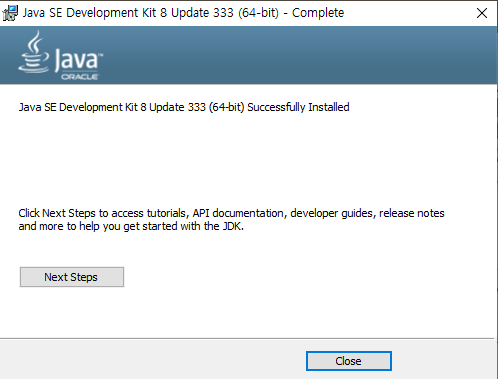 Java SE Development Kit 8 Update 333 (64-bit) - Complete
Java™
ORACLE
Java SE Development Kit 8 Update 333 (64-bit) Successfully Installed
Click Next Steps to access tutorials, API documentation, developer guides, release notes
and more to help you get started with the JDK.
Next Steps
Close